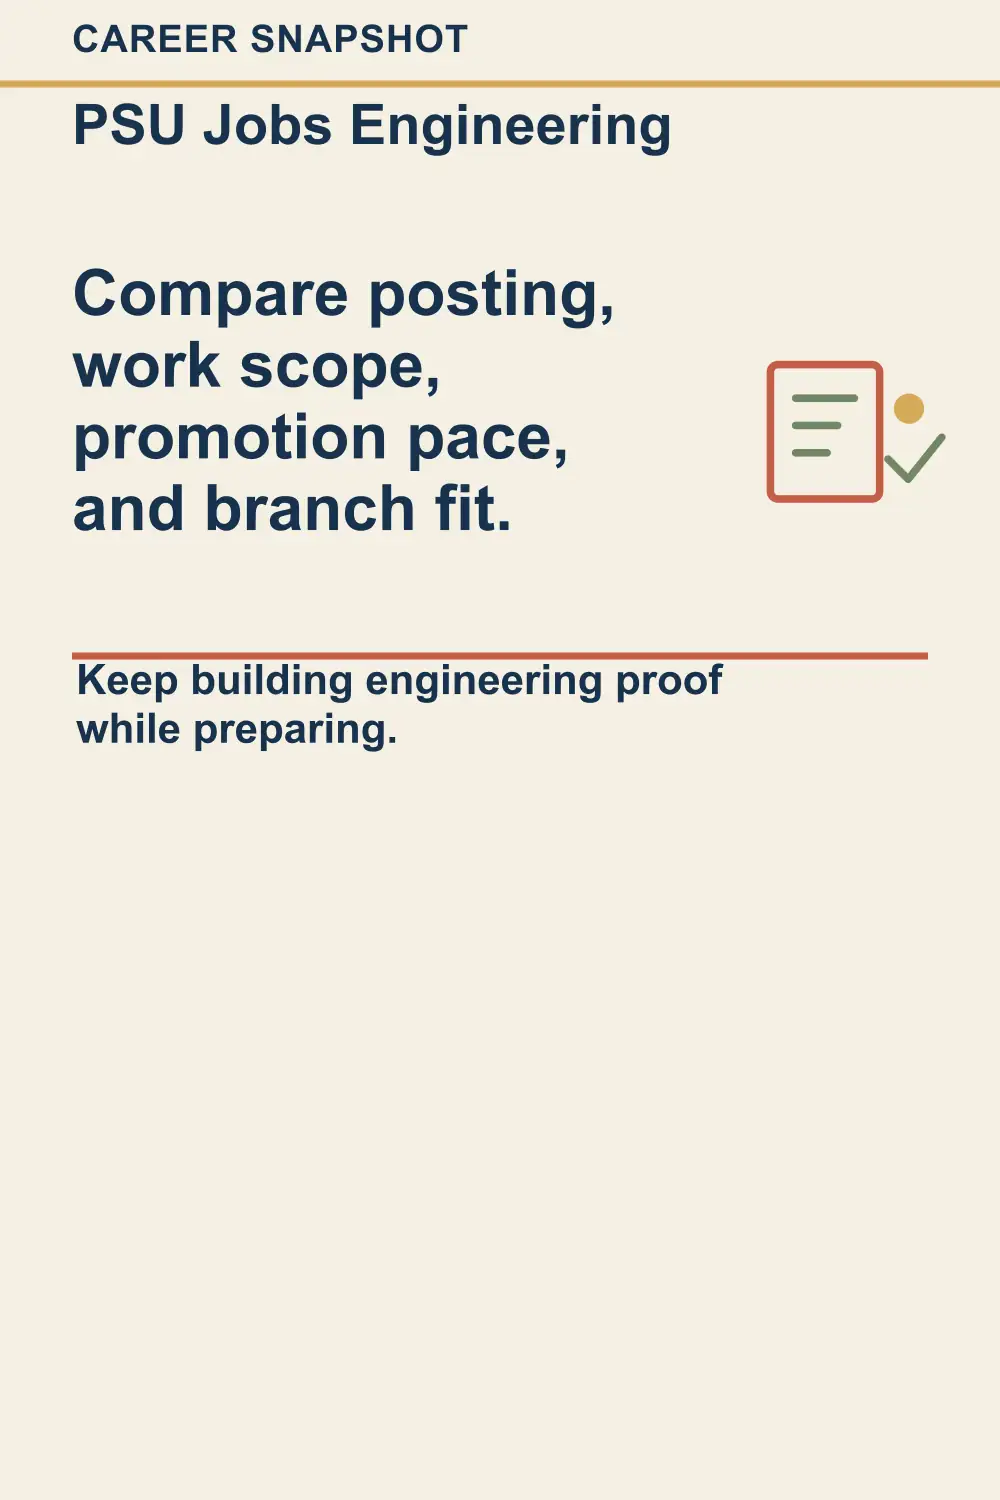 CAREER SNAPSHOT
PSU Jobs Engineering
Compare posting,
work scope,
promotion pace,
and branch fit.
Keep building engineering proof
while preparing.